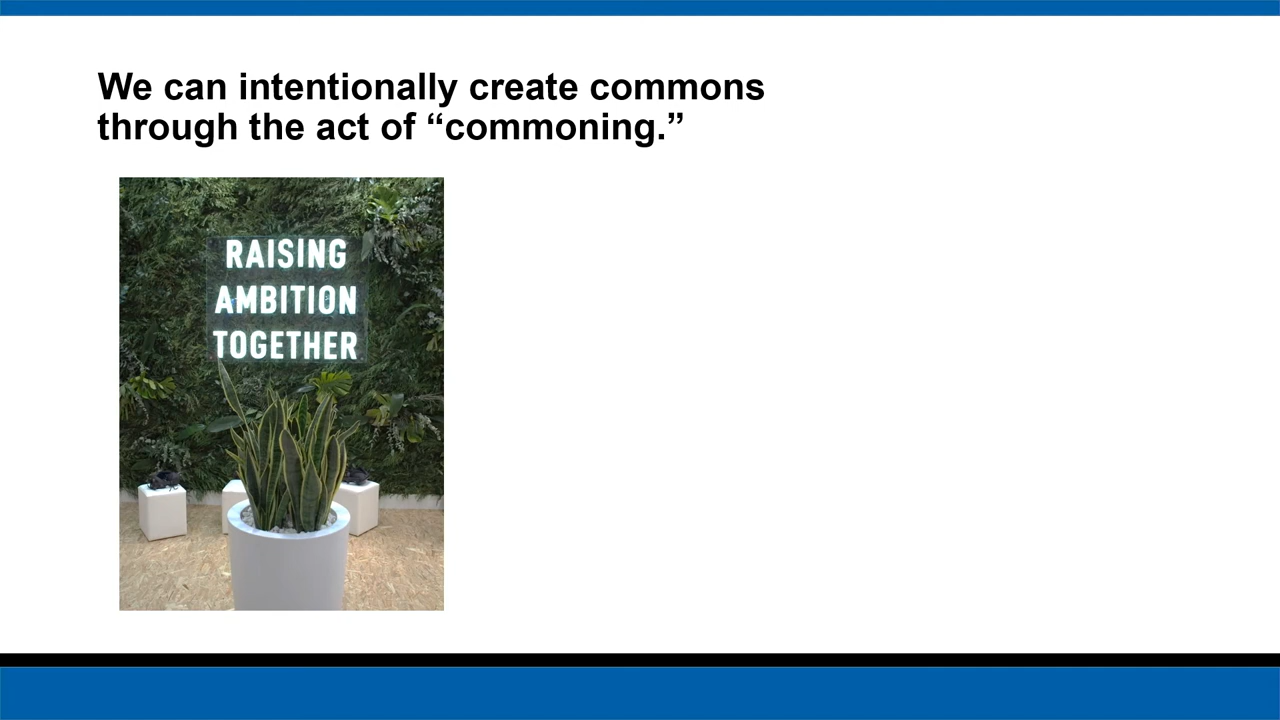 We can intentionally create commons
through the act of “commoning.”
RAISING
AMBITION
TOGETHER